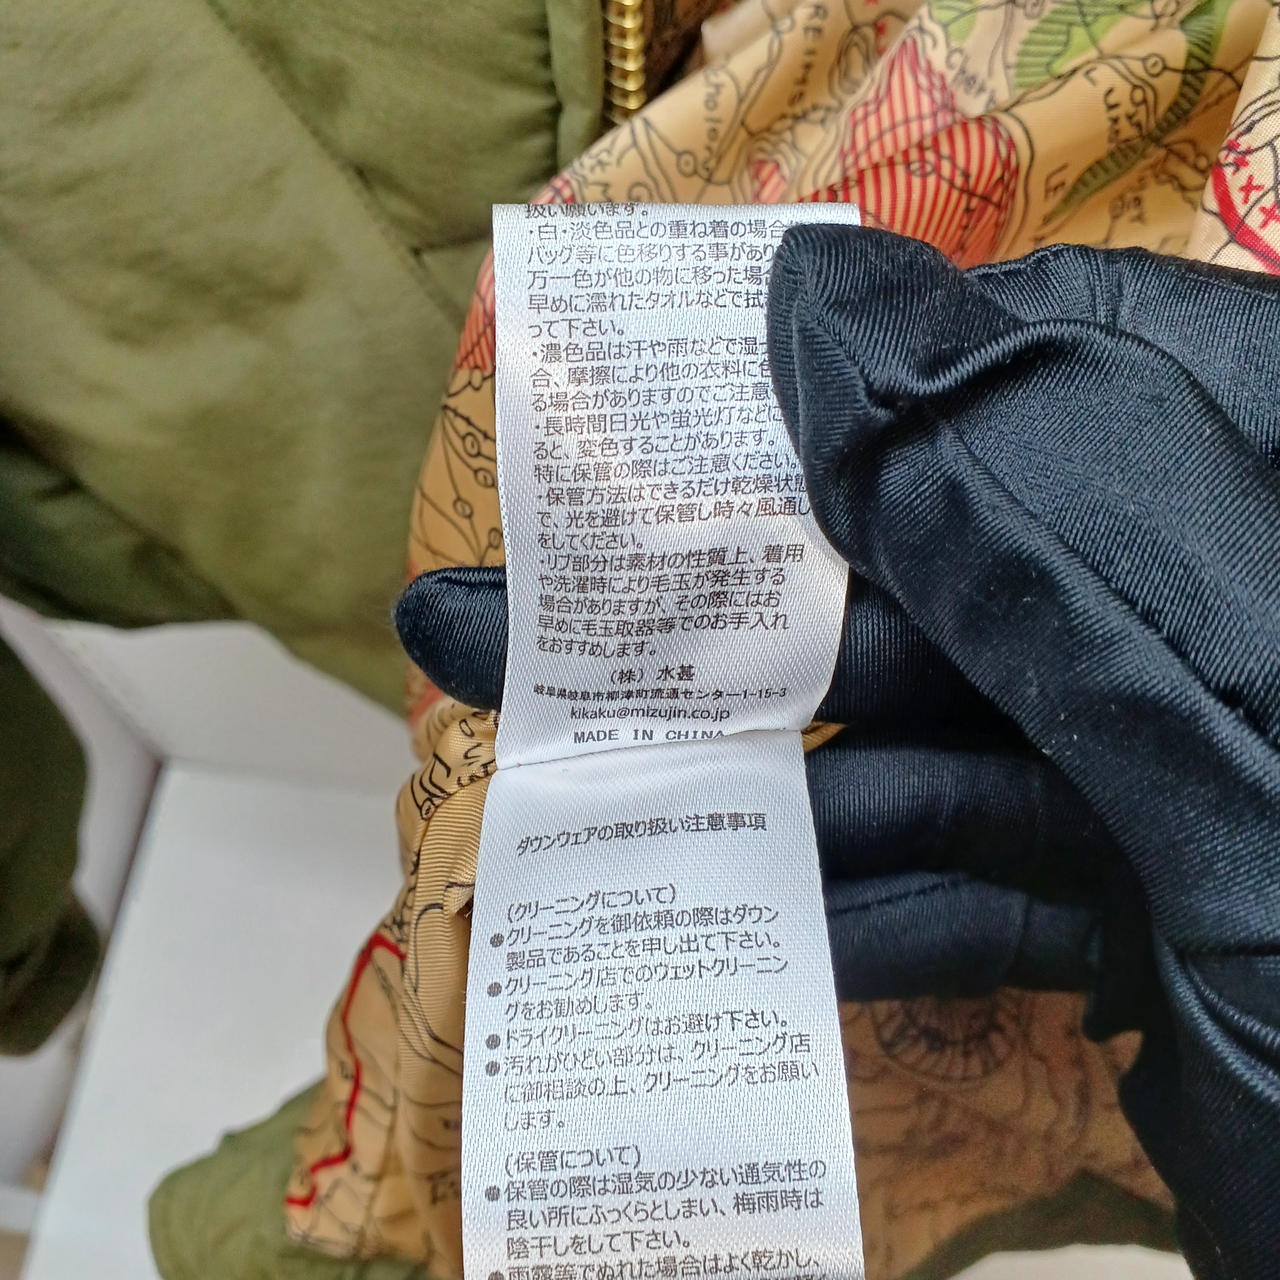 扱い願います。
・白・淡色品との重ね着の場合
バッグ等に色移りする事があり
万一色が他の物に移った場合
早めに濡れたタオルなどで拭
って下さい。
・濃色品は汗や雨などで湿
合、摩擦により他の衣料に色
る場合がありますのでご注意
・長時間日光や蛍光灯などに
ると、変色することがあります。
特に保管の際はご注意ください。
・保管方法はできるだけ乾燥状態
で、光を避けて保管し時々風通し
をしてください。
・リブ部分は素材の性質上、着用
や洗濯時により毛玉が発生する
場合がありますが、その際にはお
早めに毛玉取器等でのお手入れ
をおすすめします。
(株) 水甚
岐阜県岐阜市柳津町流通センター1-15-3
kikaku@mizujin.co.jp
MADE IN CHINA
ダウンウェアの取り扱い注意事項
(クリーニングについて)
●クリーニングを御依頼の際はダウン
製品であることを申し出て下さい。
●クリーニング店でのウェットクリーニン
グをお勧めします。
●ドライクリーニングはお避け下さい。
●汚れがひどい部分は、クリーニング店
に御相談の上、クリーニングをお願い
します。
(保管について)
●保管の際は湿気の少ない通気性の
良い所にふっくらとしまい、梅雨時は
陰干しをして下さい。
●雨露等でぬれた場合はよく乾かし、